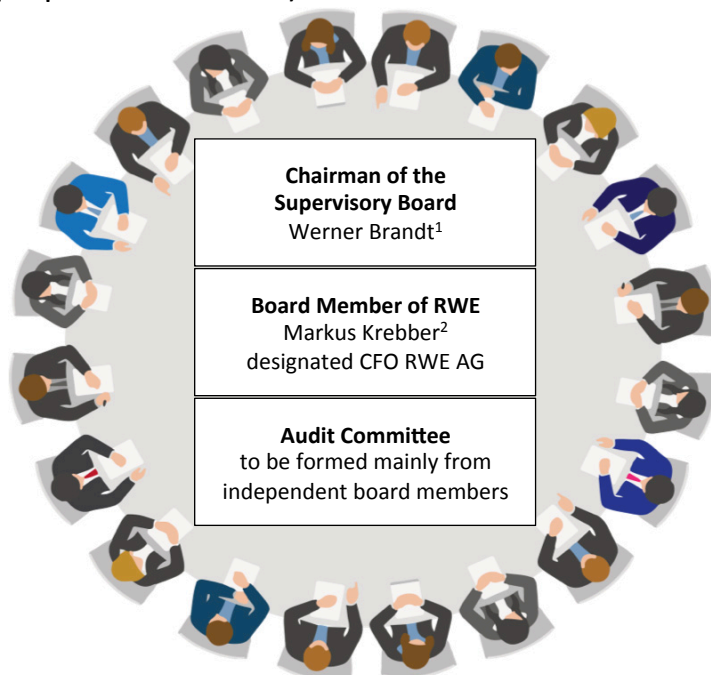 Chairman of the
Supervisory Board
Werner Brandt¹
Board Member of RWE
Markus Krebber²
designated CFO RWE AG
Audit Committee
to be formed mainly from
independent board members